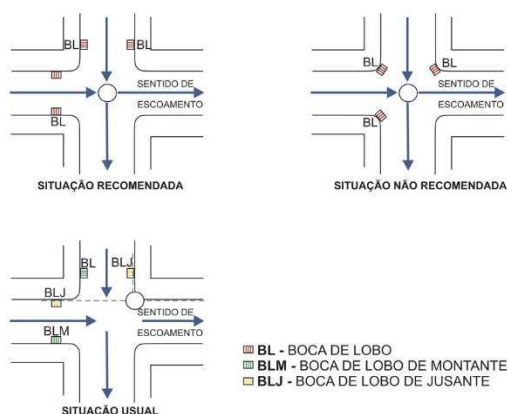 BL
BL
SENTIDO DE
ESCOAMENTO
BL
SITUAÇÃO RECOMENDADA
BL
BL
SENTIDO DE
ESCOAMENTO
BL
SITUAÇÃO NÃO RECOMENDADA
BL
BLJ
BLJ
SENTIDO DE
BLM
ESCOAMENTO
SITUAÇÃO USUAL
BL - BOCA DE LOBO
BLM - BOCA DE LOBO DE MONTANTE
BLJ - BOCA DE LOBO DE JUSANTE